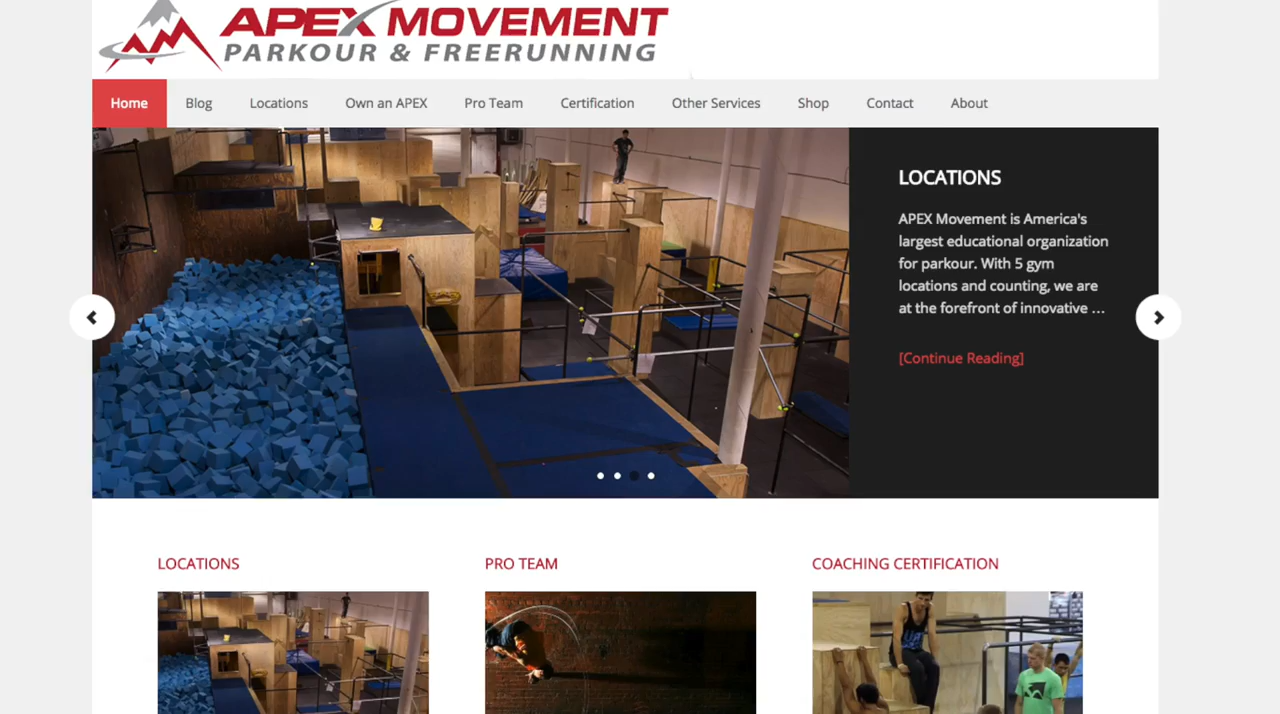 APEX MOVEMENT
PARKOUR & FREERUNNING
Home Blog Locations Own an APEX Pro Team Certification Other Services Shop Contact About
LOCATIONS
APEX Movement is America's
largest educational organization
for parkour. With 5 gym
locations and counting, we are
at the forefront of innovative ...
[Continue Reading]
LOCATIONS PRO TEAM COACHING CERTIFICATION